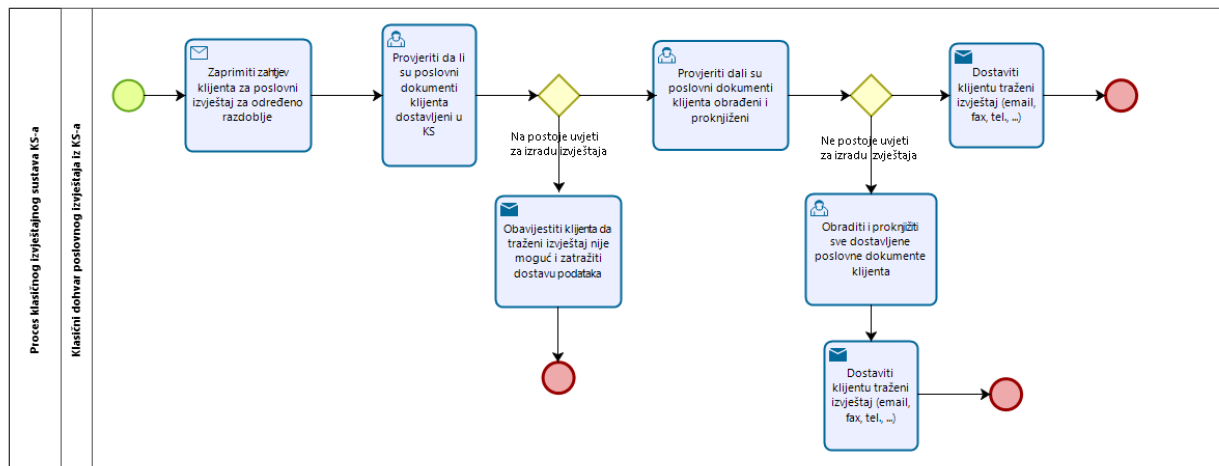 Proces klasičnog izvještajnog sustava KS-a
Klasični dohvar poslovnog izvještaja iz KS-a
Zaprimiti zahtjev
klijenta za poslovni
izvještaj za određeno
razdoblje
Provjeriti da li
su poslovni
dokumenti
klijenta
dostavljeni u
KS
Na postoje uvjeti
za izradu izvještaja
Obavijestiti klijenta da
traženi izvještaj nije
moguć i zatražiti
dostavu podataka
Provjeriti dali su
poslovni dokumenti
klijenta obrađeni i
proknjiženi
Ne postoje uvjeti
za izradu izvještaja
Dostaviti
klijentu traženi
izvještaj (email,
fax, tel., ...)
Obraditi i proknjižiti
sve dostavljene
poslovne dokumente
klijenta
Dostaviti
klijentu traženi
izvještaj (email,
fax, tel., ...)